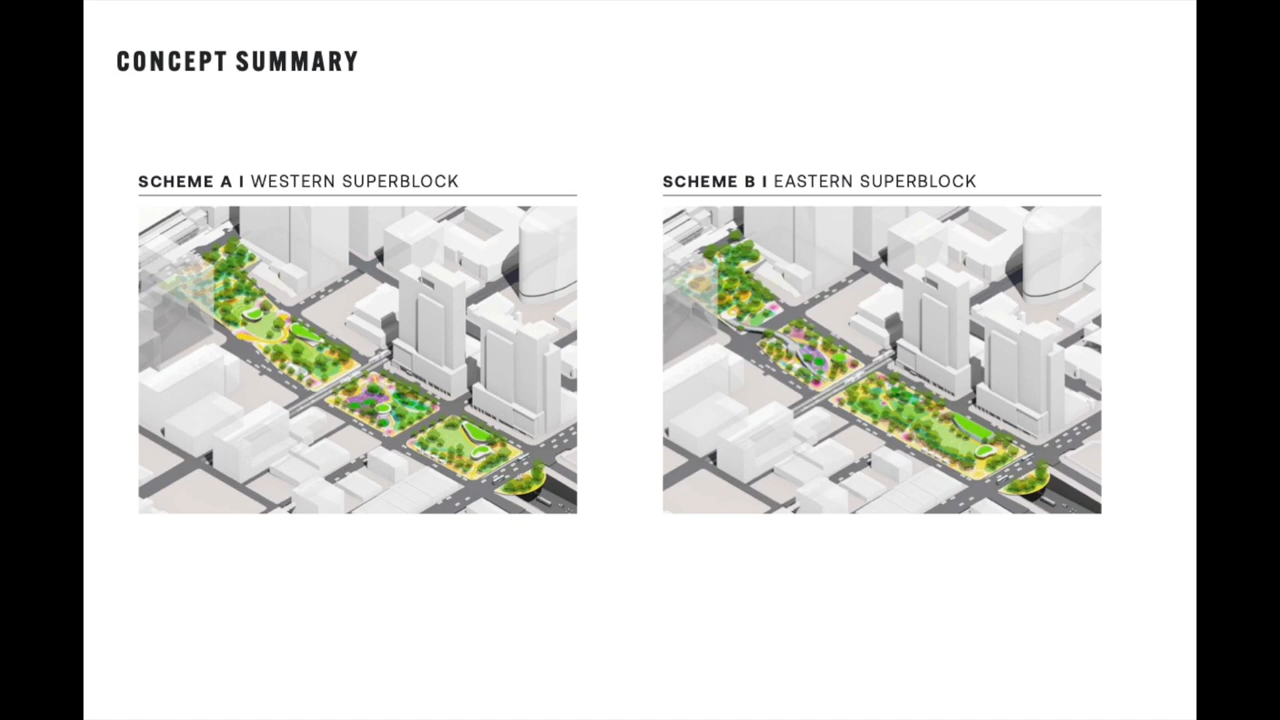 CONCEPT SUMMARY
SCHEME A I WESTERN SUPERBLOCK
SCHEME B I EASTERN SUPERBLOCK